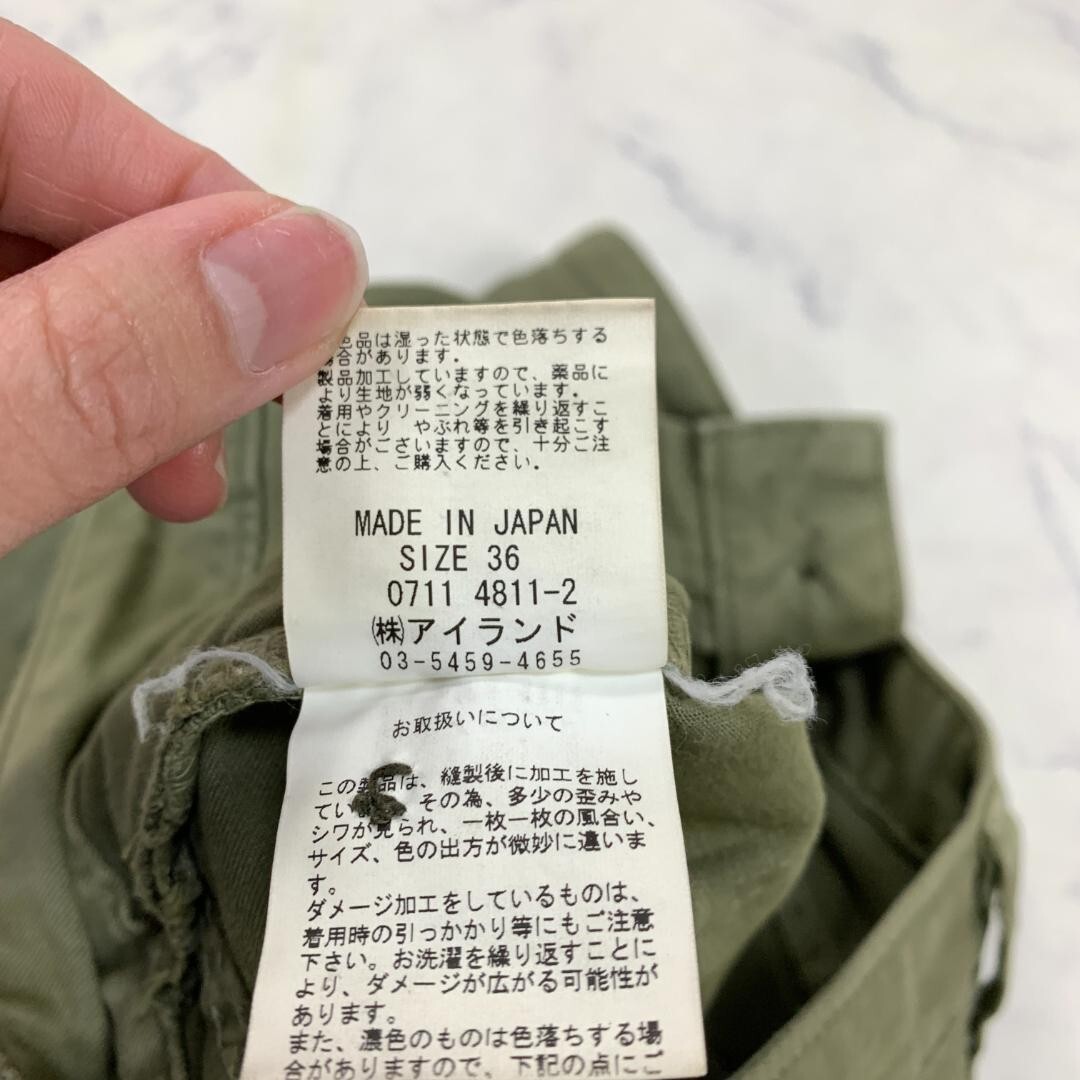 色品は湿った状態で色落ちする
場合があります。
製品加工していますので、薬品に
より生地が弱くなっています。
着用やクリーニングを繰り返すこ
とにより やぶれ等を引き起こす
場合がございますので、十分ご注
意の上、ご購入ください。
MADE IN JAPAN
SIZE 36
0711 4811-2
㈱アイランド
03-5459-4655
お取扱いについて
この製品は、縫製後に加工を施し
てい その為、多少の歪みや
シワが見られ、一枚一枚の風合い、
サイズ、色の出方が微妙に違いま
す。
ダメージ加工をしているものは、
着用時の引っかかり等にもご注意
下さい。お洗濯を繰り返すことに
より、ダメージが広がる可能性が
あります。
また、濃色のものは色落ちする場
合がありますので、下記の点にご